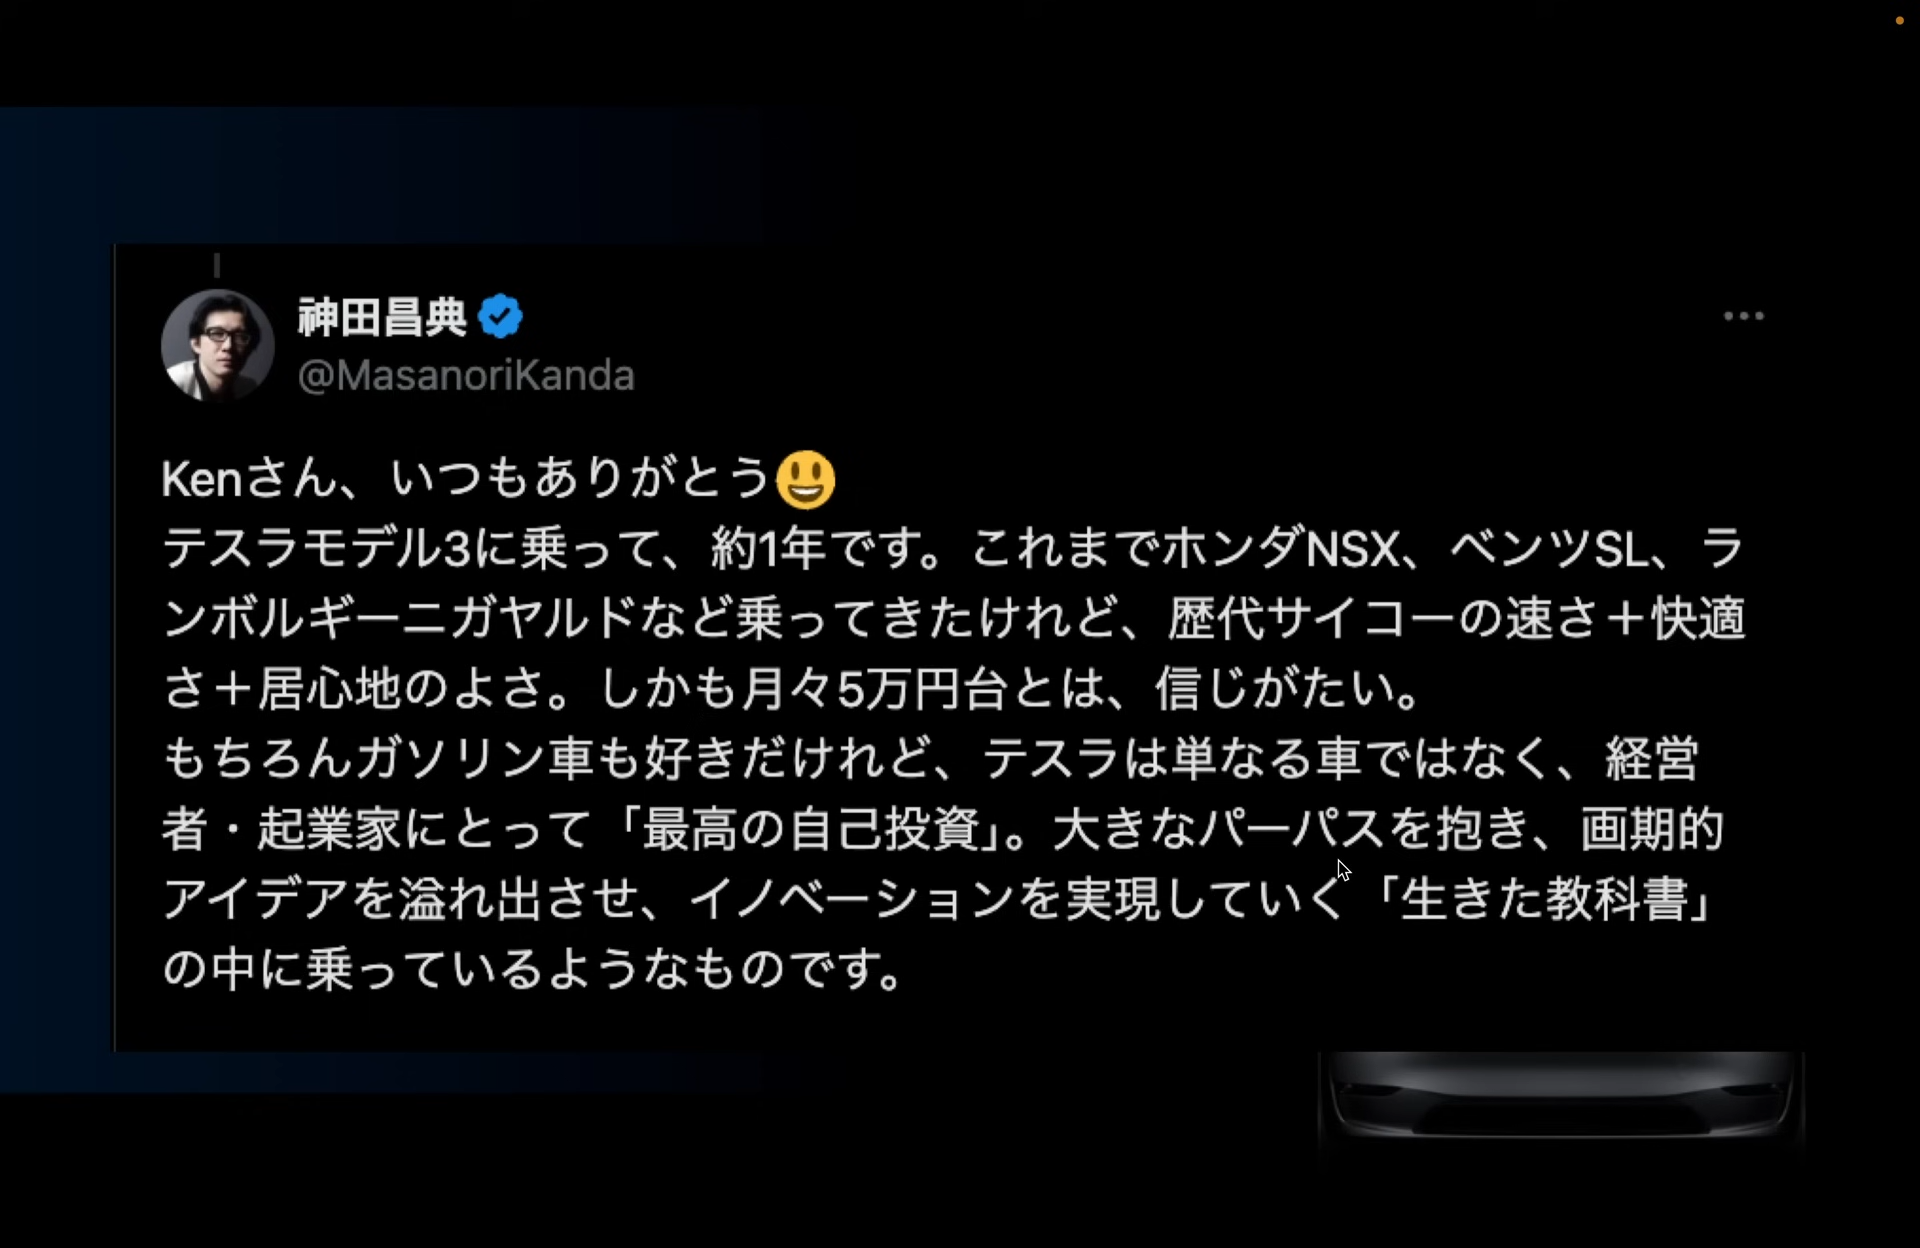 神田昌典
@MasanoriKanda
Kenさん、いつもありがとう😃
テスラモデル3に乗って、約1年です。これまでホンダNSX、ベンツSL、ラ
ンボルギーニガヤルドなど乗ってきたけれど、歴代サイコーの速さ＋快適
さ＋居心地のよさ。しかも月々5万円台とは、信じがたい。
もちろんガソリン車も好きだけれど、テスラは単なる車ではなく、経営
者・起業家にとって「最高の自己投資」。大きなパーパスを抱き、画期的
アイデアを溢れ出させ、イノベーションを実現していく「生きた教科書」
の中に乗っているようなものです。